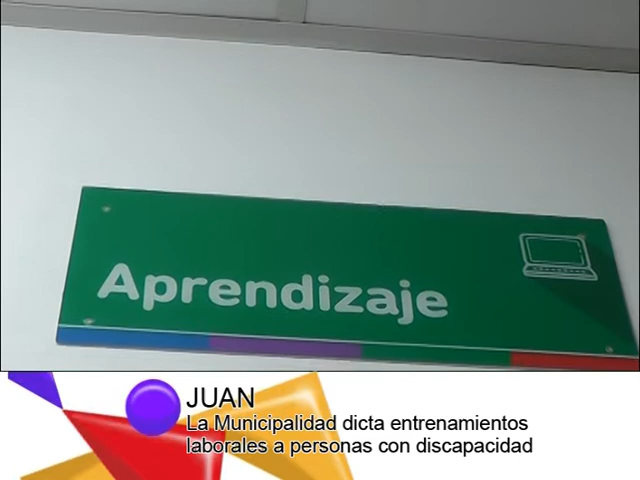 Aprendizaje
JUAN
La Municipalidad dicta entrenamientos
laborales a personas con discapacidad